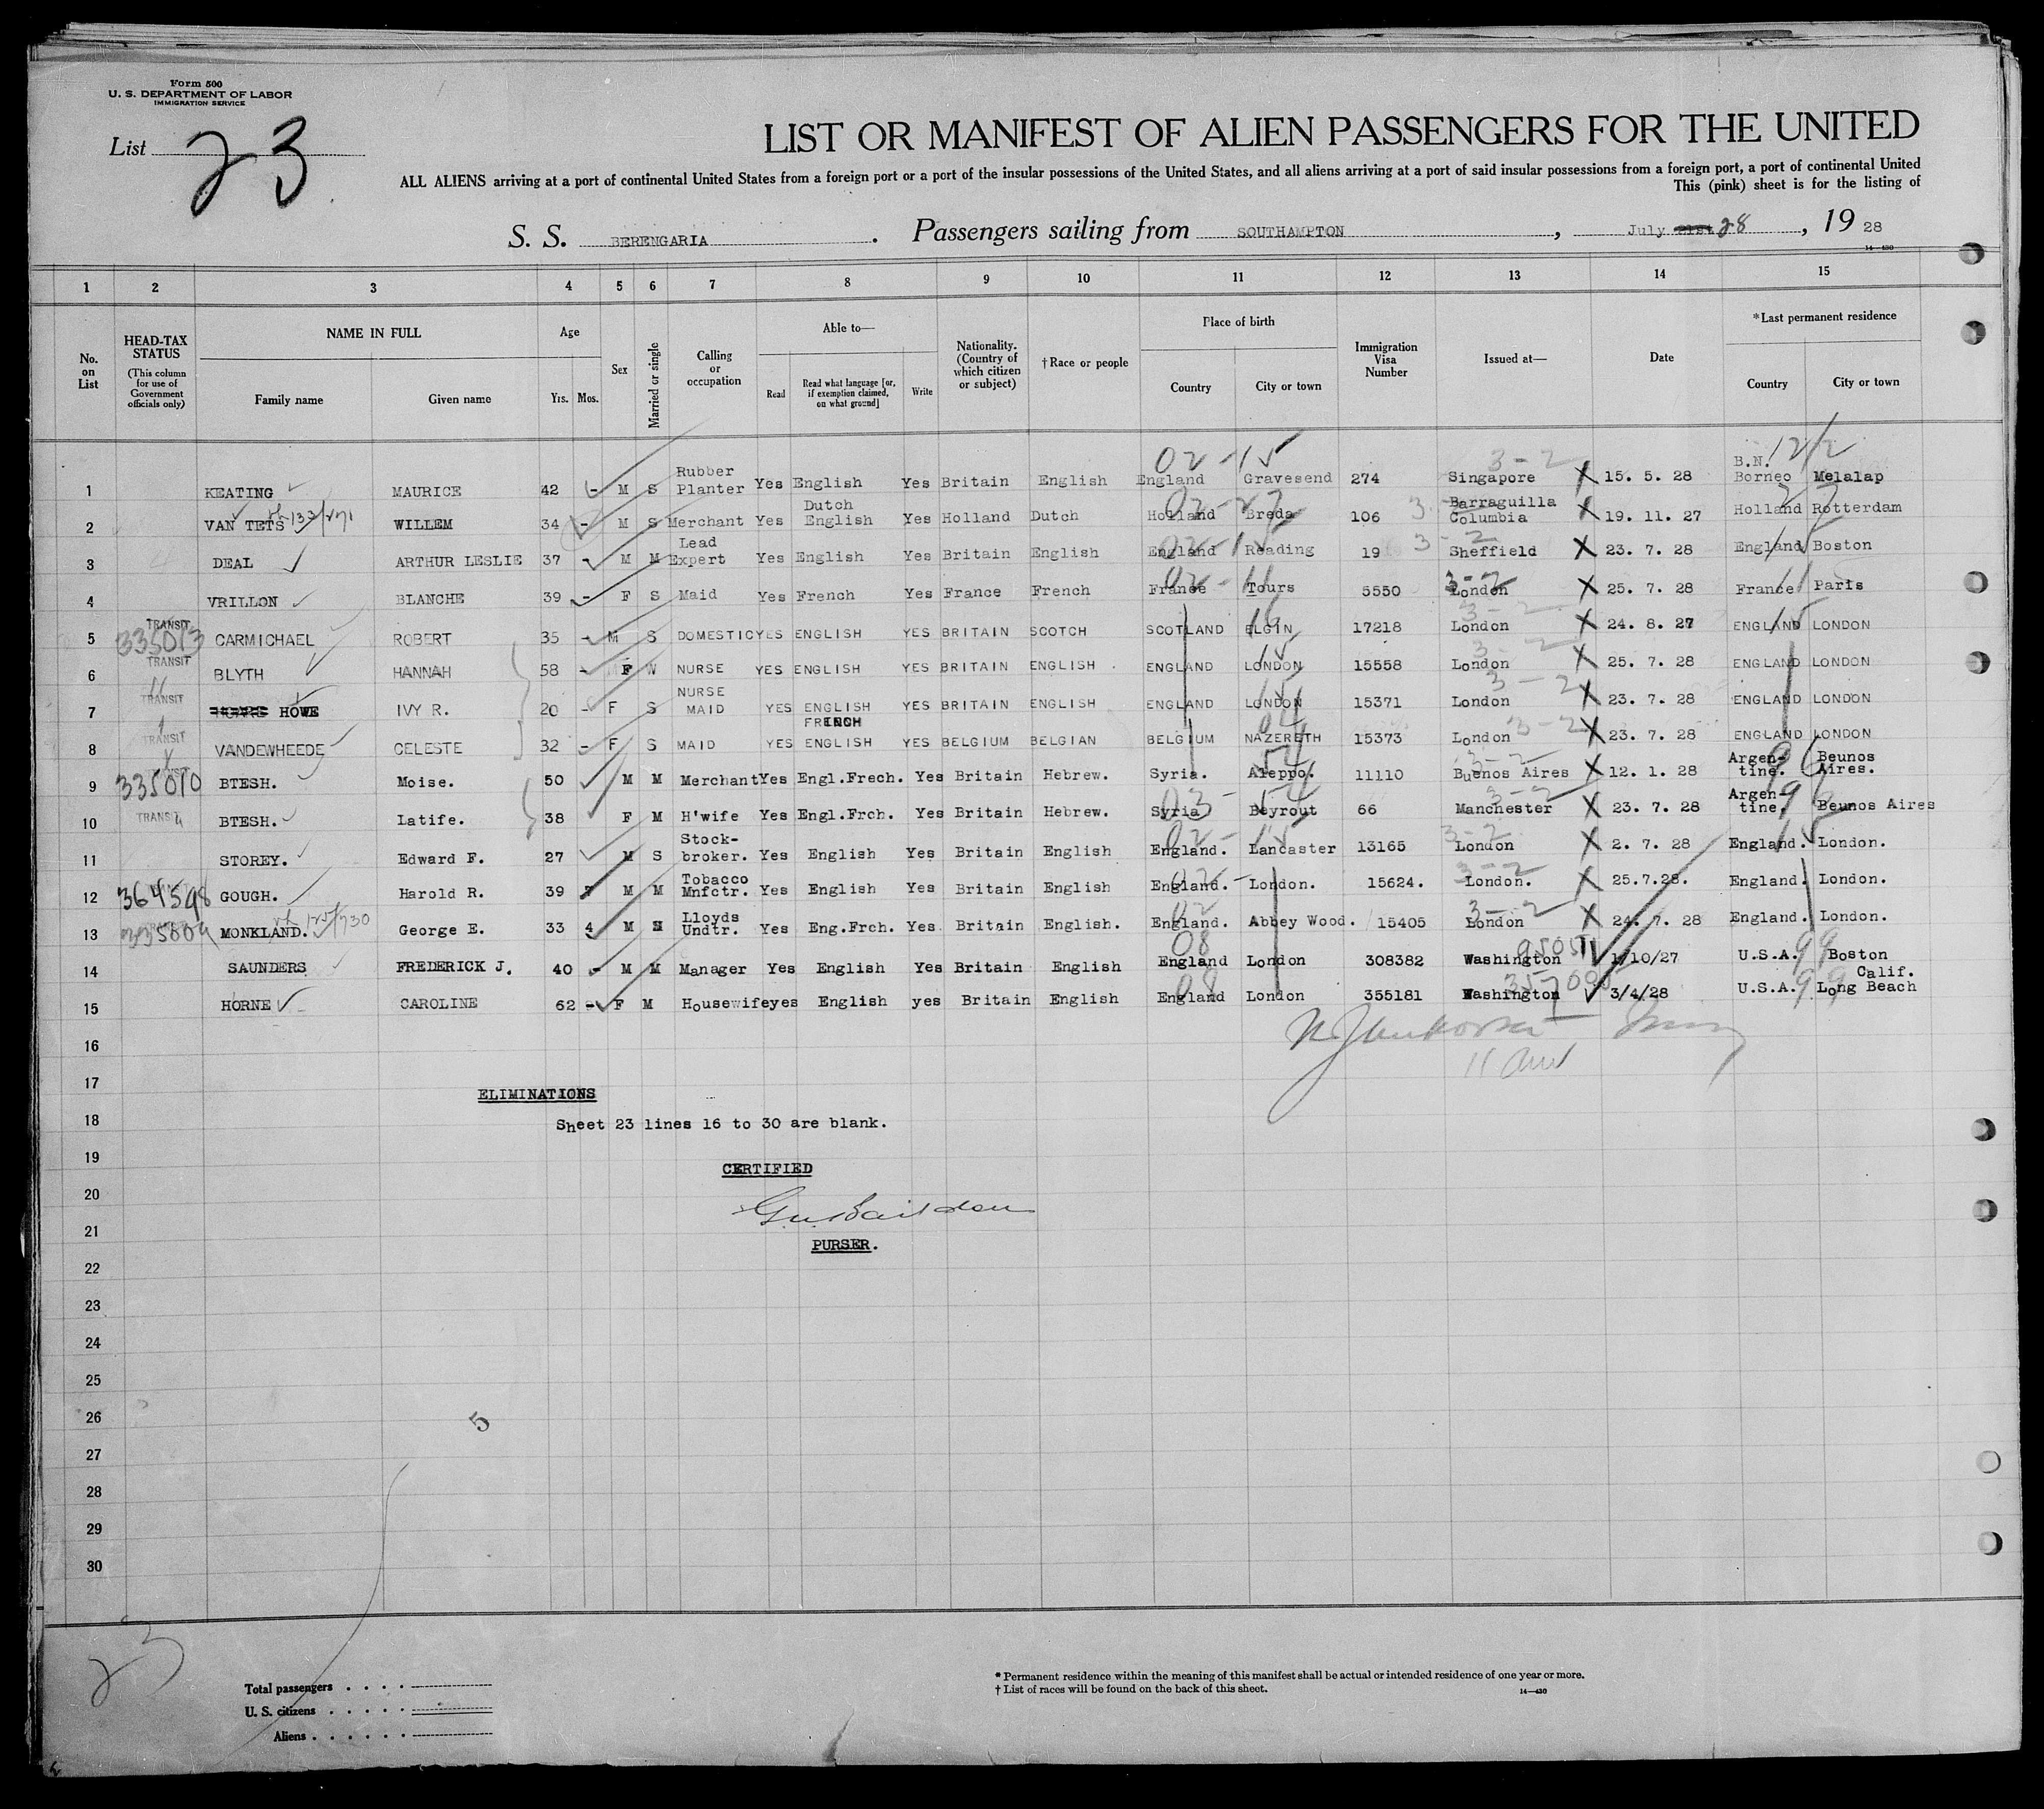 Form 500
U. S. DEPARTMENT OF LABOR
IMMIGRATION SERVICE
List 23
LIST OR MANIFEST OF ALIEN PASSENGERS FOR THE UNITED
ALL ALIENS arriving at a port of continental United States from a foreign port or a port of the insular possessions of the United States, and all aliens arriving at a port of said insular possessions from a foreign port, a port of continental United
This (pink) sheet is for the listing of
S. S. BERENGARIA. Passengers sailing from SOUTHAMPTON, July 28, 19 28
14—430
1 2 3 4 5 6 7 8 9 10 11 12 13 14 15
No. on List
HEAD-TAX STATUS (This column for use of Government officials only)
NAME IN FULL
Family name Given name
Age
Yrs. Mos.
Sex
Married or single
Calling or occupation
Able to—
Read Read what language [or, if exemption claimed, on what ground] Write
Nationality. (Country of which citizen or subject)
†Race or people
Place of birth
Country City or town
Immigration Visa Number
Issued at—
Date
*Last permanent residence
Country City or town
1 KEATING MAURICE 42 - M S Rubber Planter Yes English Yes Britain English England Gravesend 274 Singapore 15. 5. 28 B.N. Borneo Melalap
2 VAN TETS WILLEM 34 - M S Merchant Yes Dutch English Yes Holland Dutch Holland Breda 106 Barraguilla Columbia 19. 11. 27 Holland Rotterdam
3 DEAL ARTHUR LESLIE 37 - M M Lead Expert Yes English Yes Britain English England Reading 19 Sheffield 23. 7. 28 England Boston
4 VRILLON BLANCHE 39 - F S Maid Yes French Yes France French France Tours 5550 London 25. 7. 28 France Paris
5 TRANSIT 335013 CARMICHAEL ROBERT 35 - M S DOMESTIC YES ENGLISH YES BRITAIN SCOTCH SCOTLAND ELGIN 17218 London 24. 8. 27 ENGLAND LONDON
6 TRANSIT BLYTH HANNAH 58 - F W NURSE YES ENGLISH YES BRITAIN ENGLISH ENGLAND LONDON 15558 London 25. 7. 28 ENGLAND LONDON
7 TRANSIT HOWE IVY R. 20 - F S NURSE MAID YES ENGLISH YES BRITAIN ENGLISH ENGLAND LONDON 15371 London 23. 7. 28 ENGLAND LONDON
8 TRANSIT VANDEWHEEDE CELESTE 32 - F S MAID YES FRENCH ENGLISH YES BELGIUM BELGIAN BELGIUM NAZERETH 15373 London 23. 7. 28 ENGLAND LONDON
9 335010 BTESH. Moise. 50 M M Merchant Yes Engl.Frech. Yes Britain Hebrew. Syria. Aleppo. 11110 Buenos Aires 12. 1. 28 Argen-tine. Beunos Aires.
10 TRANSIT BTESH. Latife. 38 F M H'wife Yes Engl.Frch. Yes Britain Hebrew. Syria Beyrout 66 Manchester 23. 7. 28 Argen-tine. Beunos Aires
11 STOREY. Edward F. 27 M S Stock-broker. Yes English Yes Britain English England. Lancaster 13165 London 2. 7. 28 England. London.
12 364598 GOUGH. Harold R. 39 M M Tobacco Mnfctr. Yes English Yes Britain English England. London. 15624. London. 25.7.28. England. London.
13 MONKLAND. George E. 33 4 M Lloyds Undtr. Yes Eng.Frch. Yes Britain English. England. Abbey Wood. 15405 London 24. 7. 28 England. London.
14 SAUNDERS FREDERICK J. 40 - M M Manager Yes English Yes Britain English England London 308382 Washington 1/10/27 U.S.A. Boston
15 HORNE CAROLINE 62 - F M Housewife yes English yes Britain English England London 355181 Washington 3/4/28 U.S.A. Calif. Long Beach
16
17
ELIMINATIONS
18
Sheet 23 lines 16 to 30 are blank.
19
CERTIFIED
20
21
PURSER.
22
23
24
25
26
5
27
28
29
30
23
Total passengers
U. S. citizens
Aliens
* Permanent residence within the meaning of this manifest shall be actual or intended residence of one year or more.
† List of races will be found on the back of this sheet.
14—430